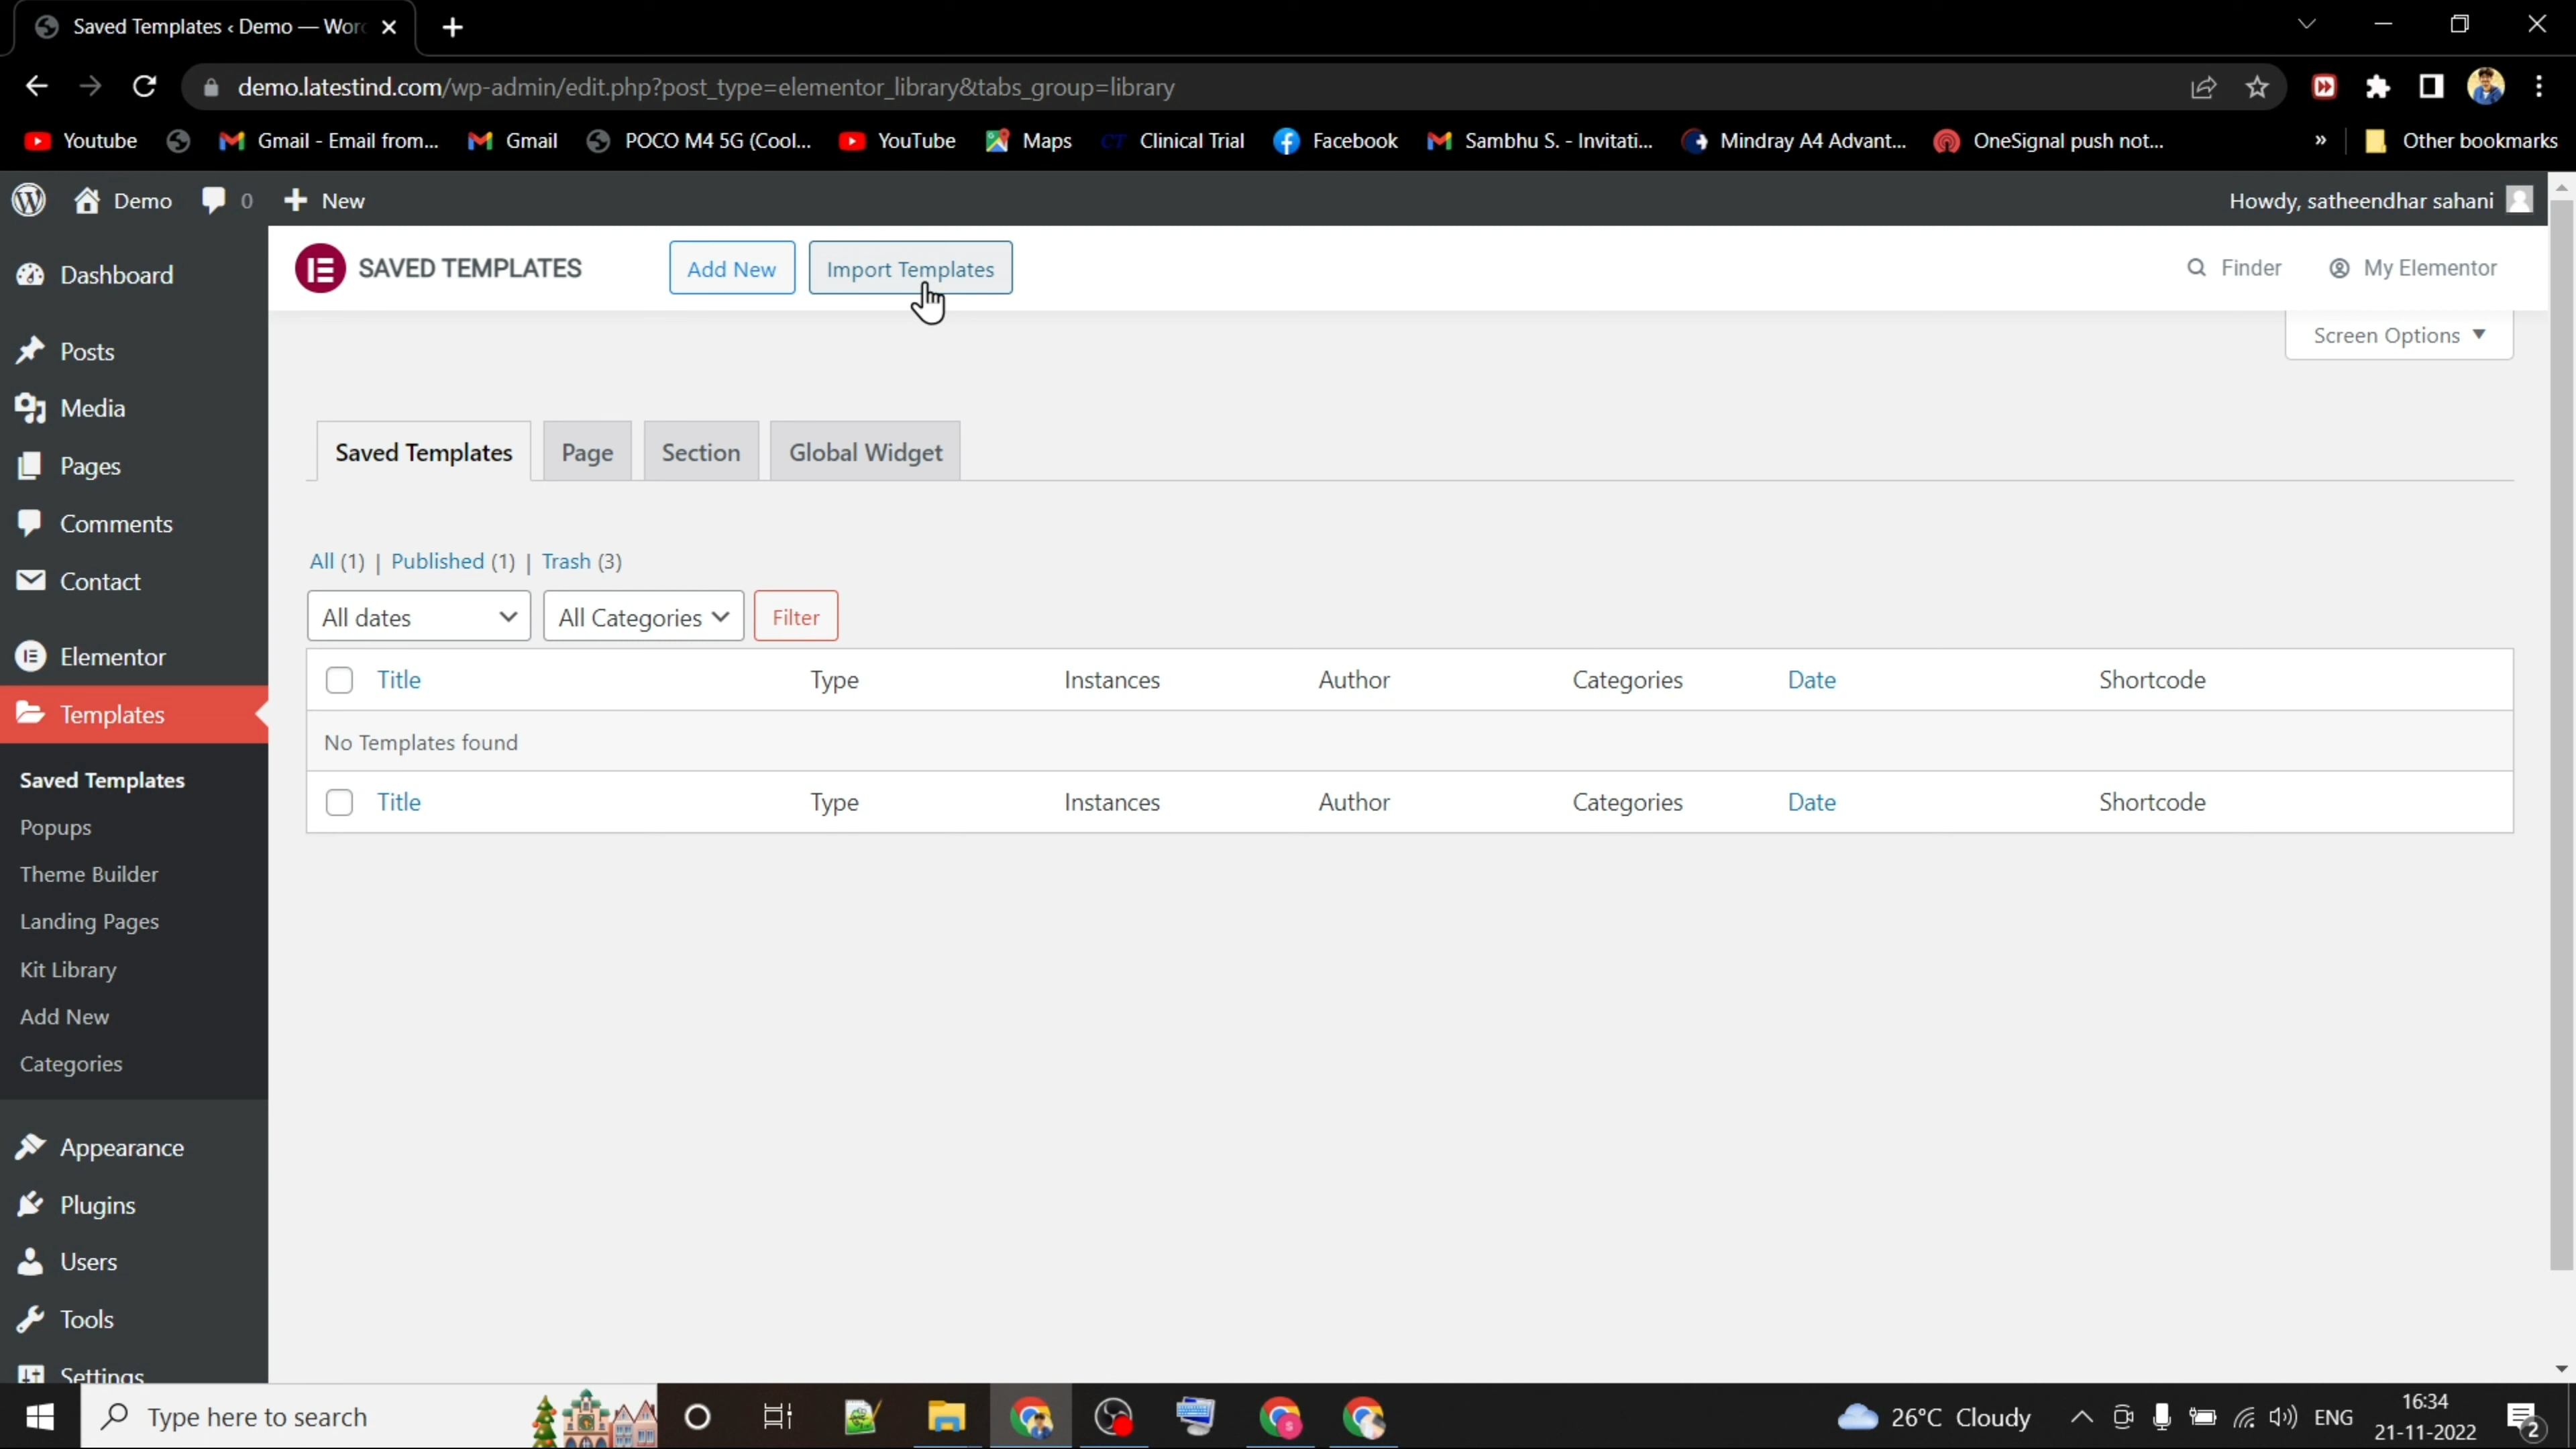 Saved Templates ‹ Demo — Wor
demo.latestind.com/wp-admin/edit.php?post_type=elementor_library&tabs_group=library
Youtube
Gmail - Email from...
Gmail
POCO M4 5G (Cool...
YouTube
Maps
CT Clinical Trial
Facebook
Sambhu S. - Invitati...
Mindray A4 Advant...
OneSignal push not...
»
Other bookmarks
Demo
0
New
Howdy, satheendhar sahani
Dashboard
Posts
Media
Pages
Comments
Contact
Elementor
Templates
Saved Templates
Popups
Theme Builder
Landing Pages
Kit Library
Add New
Categories
Appearance
Plugins
Users
Tools
Settings
SAVED TEMPLATES
Add New
Import Templates
Finder
My Elementor
Screen Options
Saved Templates
Page
Section
Global Widget
All (1) | Published (1) | Trash (3)
All dates
All Categories
Filter
Title Type Instances Author Categories Date Shortcode
No Templates found
Title Type Instances Author Categories Date Shortcode
Type here to search
26°C Cloudy
ENG
16:34
21-11-2022
2